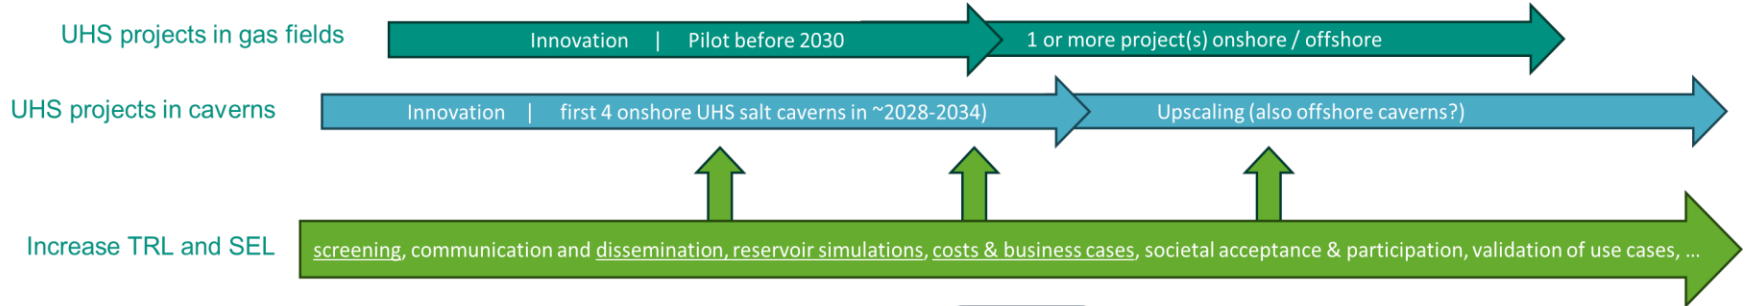 UHS projects in gas fields
Innovation | Pilot before 2030
1 or more project(s) onshore / offshore
UHS projects in caverns
Innovation | first 4 onshore UHS salt caverns in ~2028-2034)
Upscaling (also offshore caverns?)
Increase TRL and SEL
screening, communication and dissemination, reservoir simulations, costs & business cases, societal acceptance & participation, validation of use cases, ...